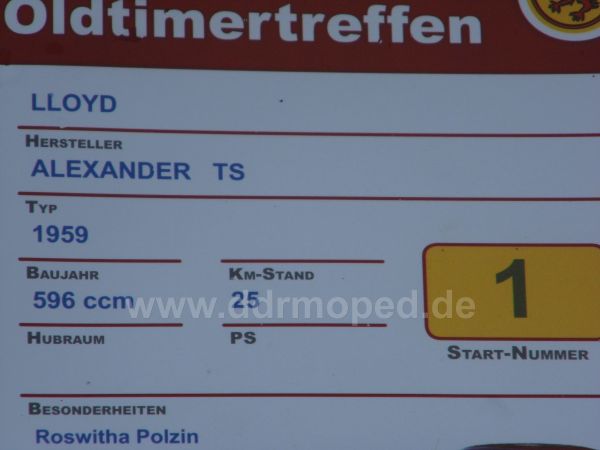 Oldtimertreffen
LLOYD
HERSTELLER
ALEXANDER TS
TYP
1959
BAUJAHR KM-STAND
596 ccm 25
www.ddrmoped.de
1
HUBRAUM PS
START-NUMMER
BESONDERHEITEN
Roswitha Polzin